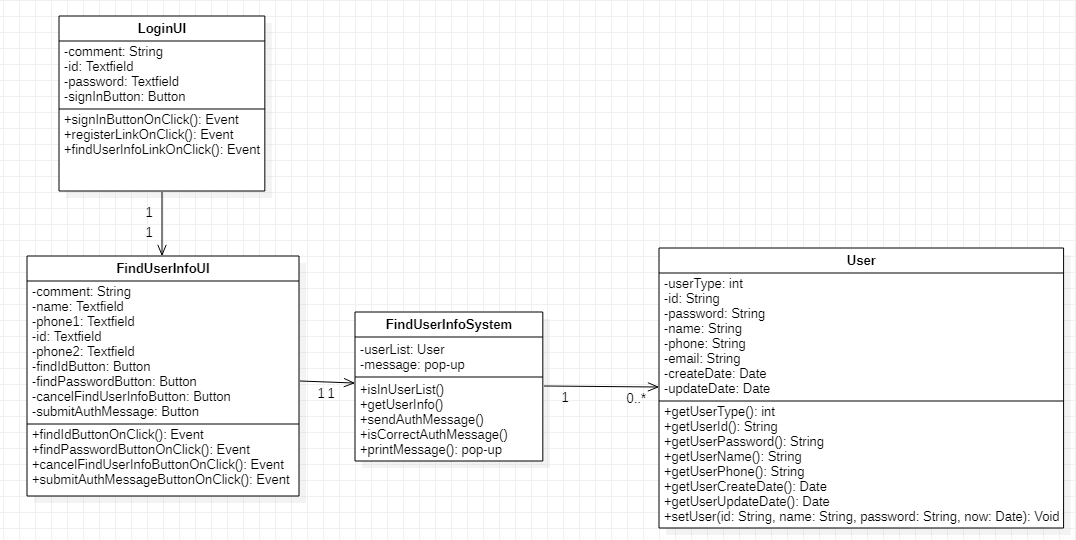 LoginUI
-comment: String
-id: Textfield
-password: Textfield
-signInButton: Button
+signInButtonOnClick(): Event
+registerLinkOnClick(): Event
+findUserInfoLinkOnClick(): Event
1
1
FindUserInfoUI
-comment: String
-name: Textfield
-phone1: Textfield
-id: Textfield
-phone2: Textfield
-findIdButton: Button
-findPasswordButton: Button
-cancelFindUserInfoButton: Button
-submitAuthMessage: Button
+findIdButtonOnClick(): Event
+findPasswordButtonOnClick(): Event
+cancelFindUserInfoButtonOnClick(): Event
+submitAuthMessageButtonOnClick(): Event
1 1
FindUserInfoSystem
-userList: User
-message: pop-up
+isInUserList()
+getUserInfo()
+sendAuthMessage()
+isCorrectAuthMessage()
+printMessage(): pop-up
1
0..*
User
-userType: int
-id: String
-password: String
-name: String
-phone: String
-email: String
-createDate: Date
-updateDate: Date
+getUserType(): int
+getUserId(): String
+getUserPassword(): String
+getUserName(): String
+getUserPhone(): String
+getUserCreateDate(): Date
+getUserUpdateDate(): Date
+setUser(id: String, name: String, password: String, now: Date): Void